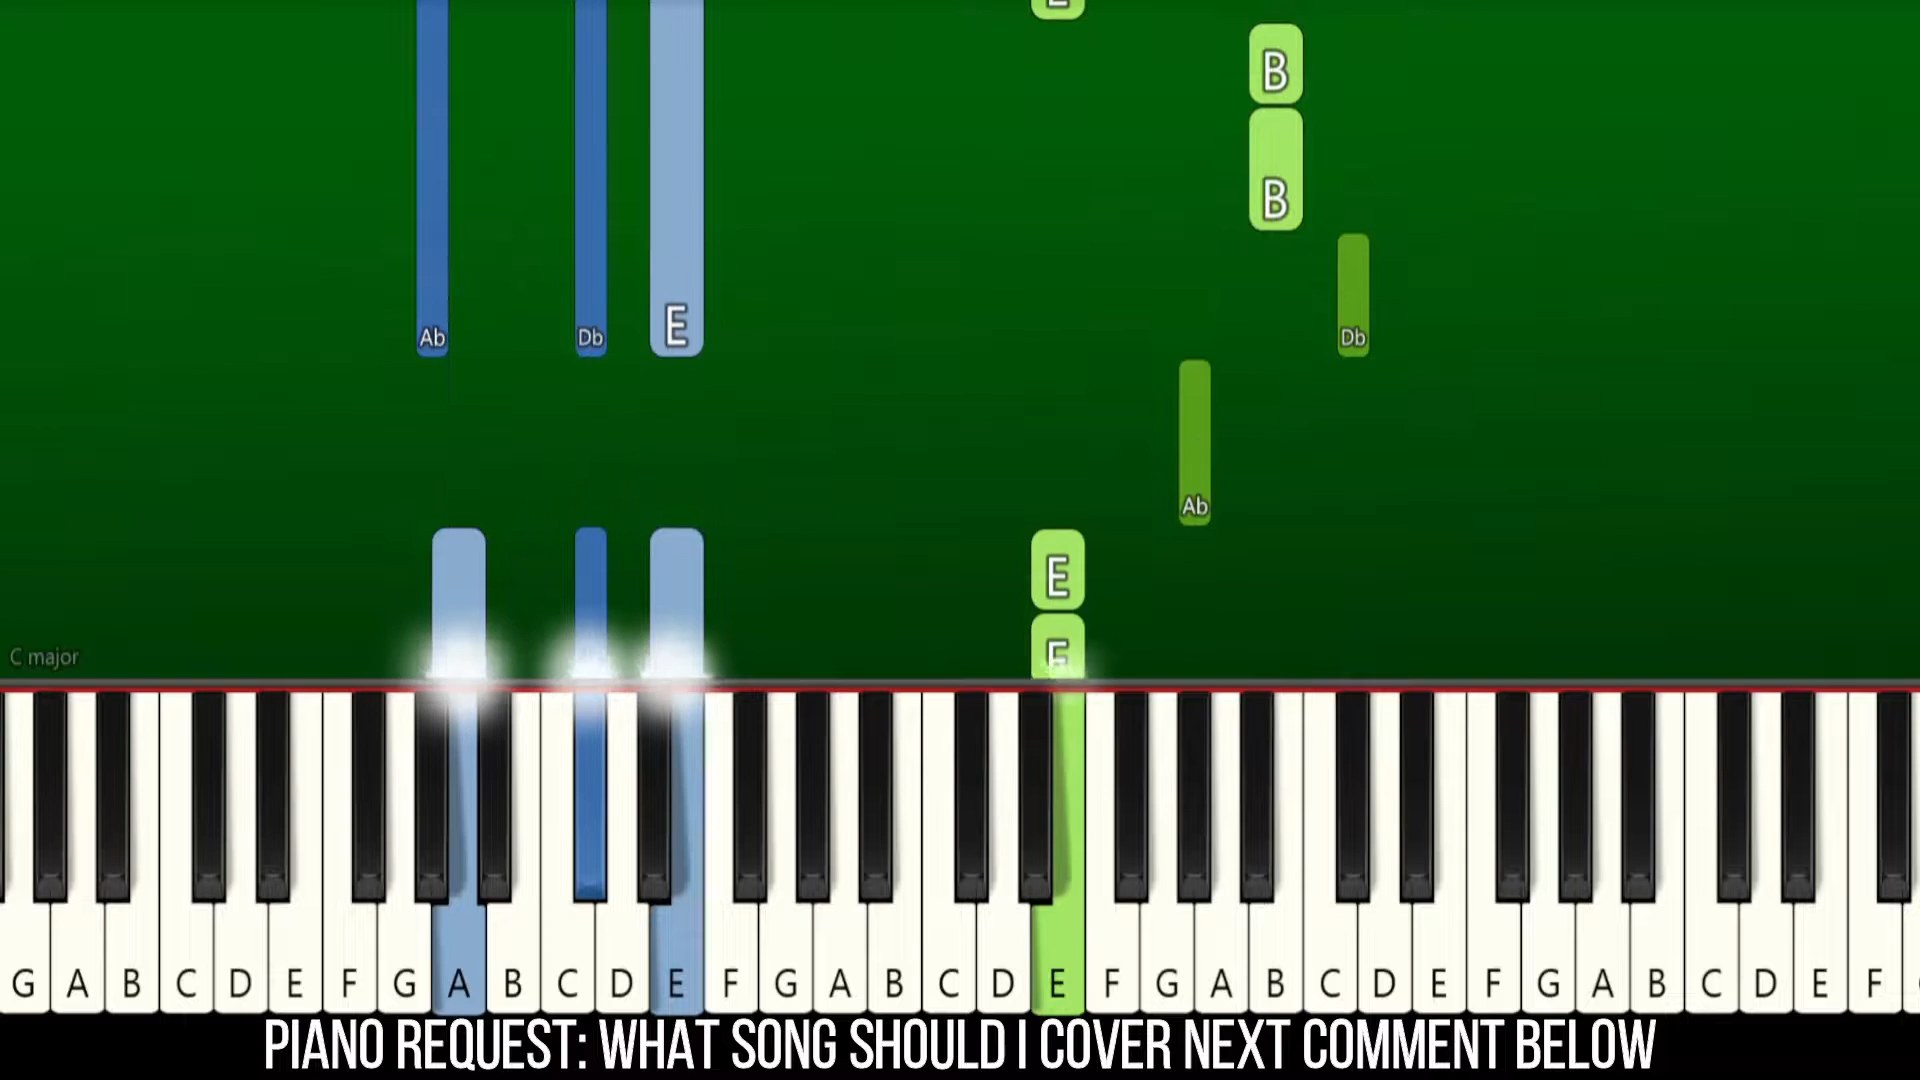 E
B
B
Ab Db E Db
Ab
E
E
C major
G A B C D E F G A B C D E F G A B C D E F G A B C D E F G A B C D E F
PIANO REQUEST: WHAT SONG SHOULD I COVER NEXT COMMENT BELOW